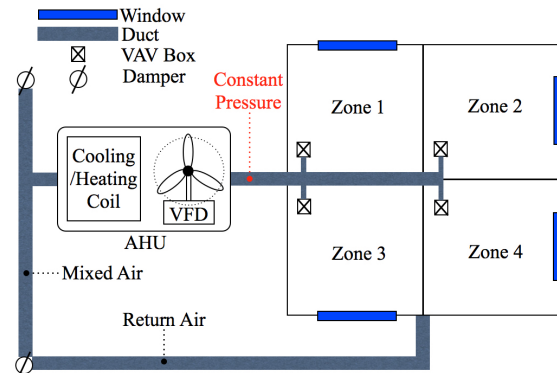 Window
Duct
VAV Box
Damper
Constant
Pressure
Zone 1
Zone 2
Cooling
/Heating
Coil
VFD
AHU
Zone 3
Zone 4
Mixed Air
Return Air